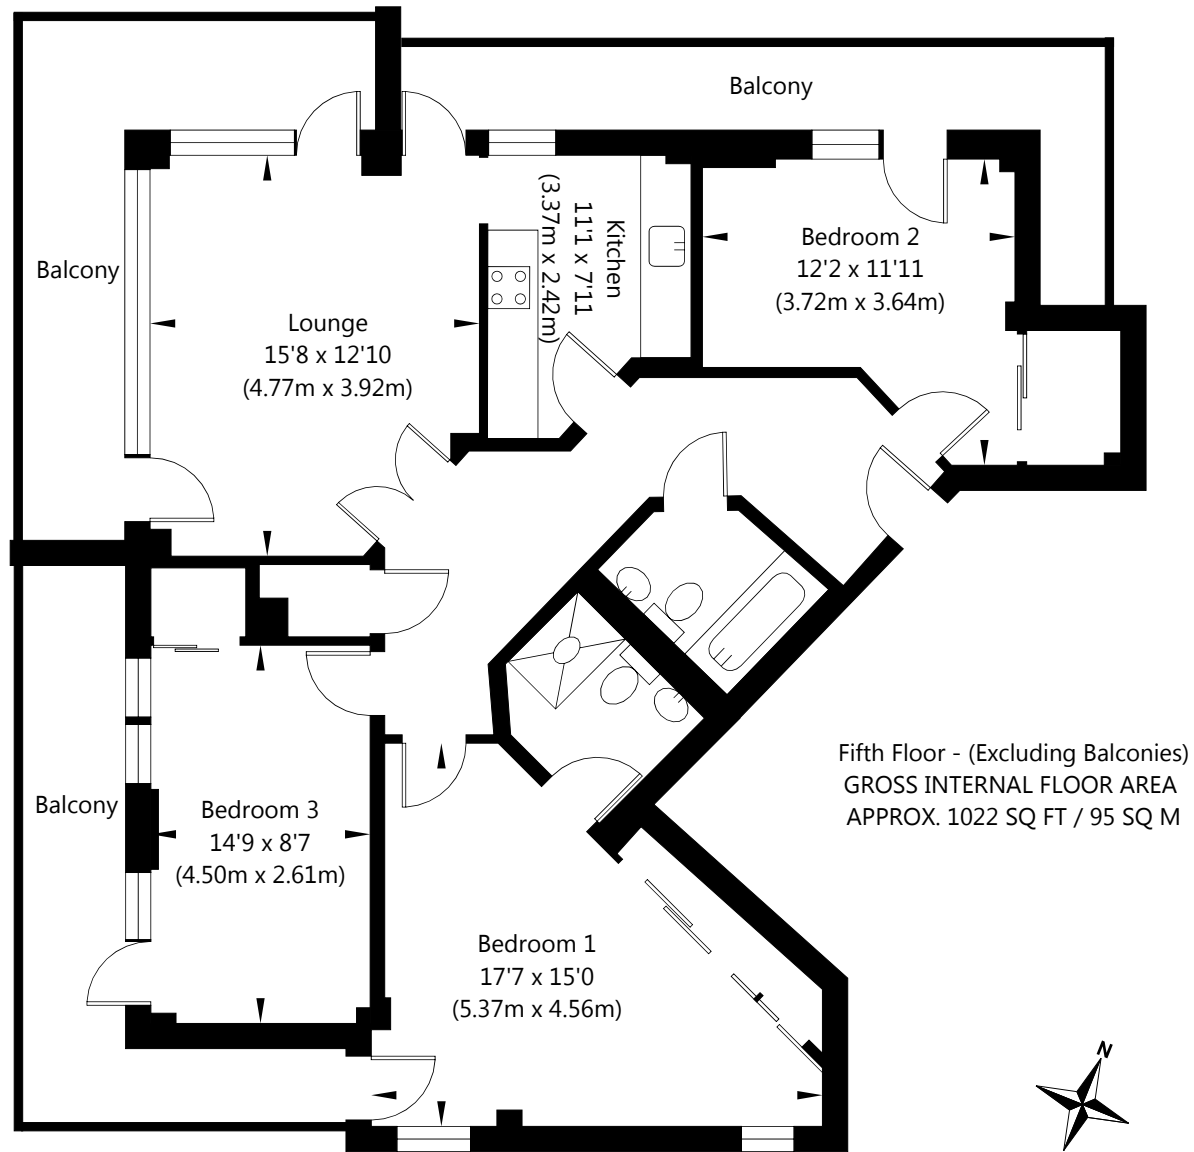 Balcony
Balcony
Kitchen
11'1 x 7'11
(3.37m x 2.42m)
Bedroom 2
12'2 x 11'11
(3.72m x 3.64m)
Lounge
15'8 x 12'10
(4.77m x 3.92m)
Fifth Floor - (Excluding Balconies)
GROSS INTERNAL FLOOR AREA
APPROX. 1022 SQ FT / 95 SQ M
Balcony
Bedroom 3
14'9 x 8'7
(4.50m x 2.61m)
Bedroom 1
17'7 x 15'0
(5.37m x 4.56m)
N